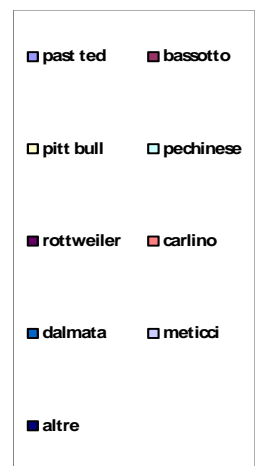 past ted bassotto
pitt bull pechinese
rottweiler carlino
dalmata meticci
altre